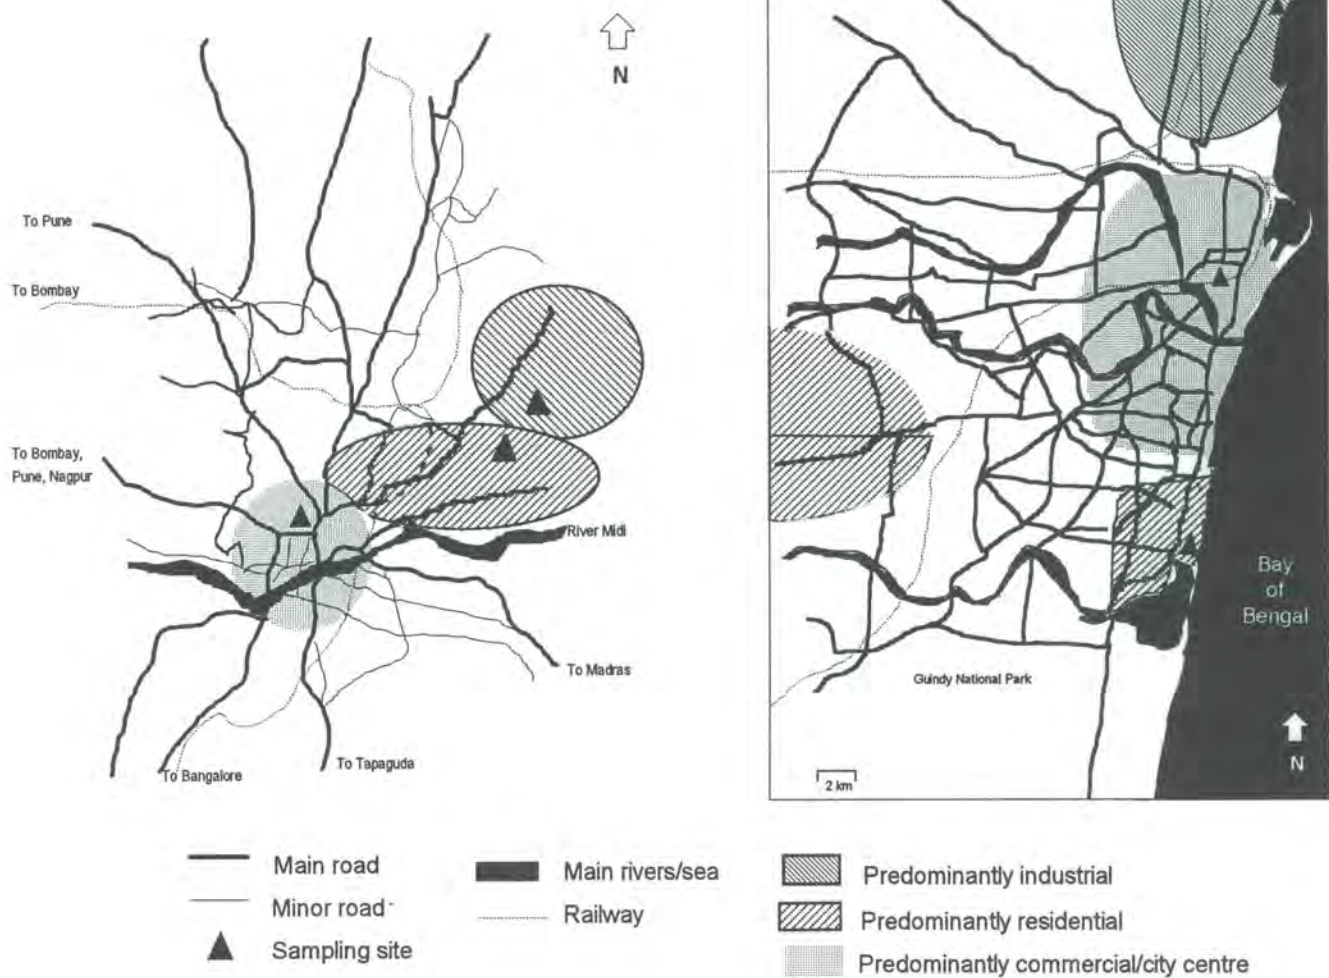 N
To Pune
To Bombay
To Bombay,
Pune, Nagpur
River Midi
To Madras
To Tapaguda
To Bangalore
Bay
of
Bengal
Guindy National Park
N
2 km
Main road
Minor road
Sampling site
Main rivers/sea
Railway
Predominantly industrial
Predominantly residential
Predominantly commercial/city centre